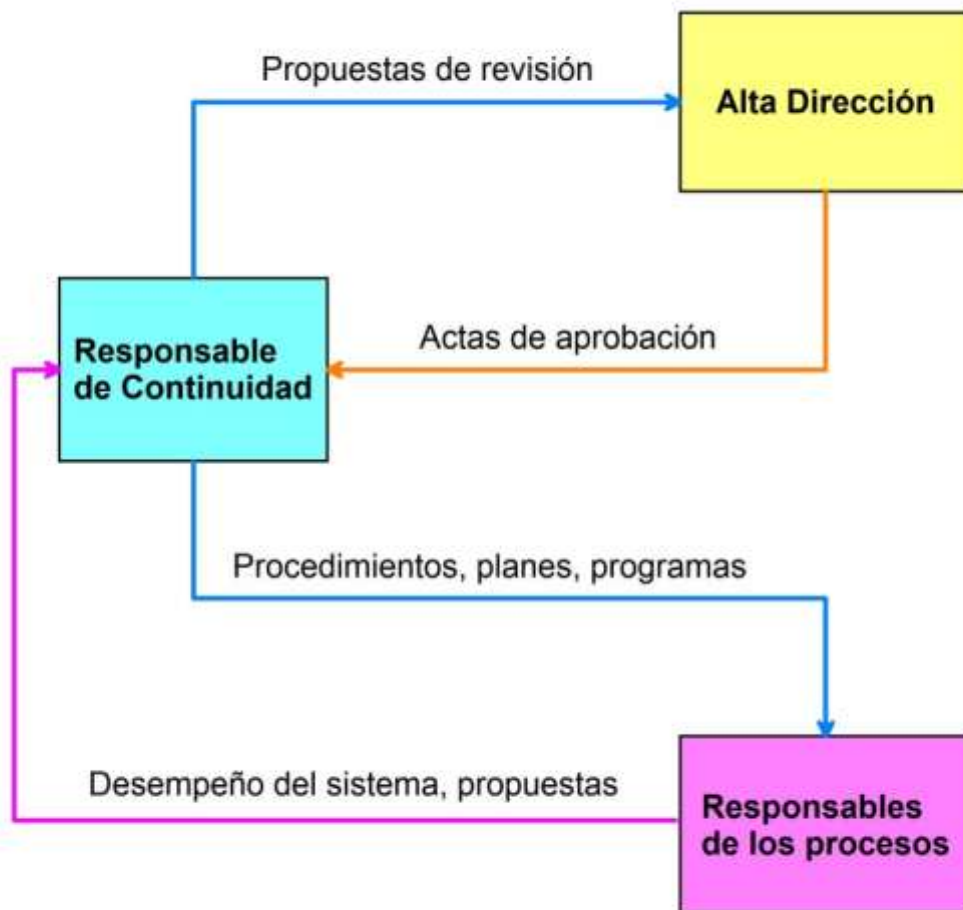 Propuestas de revisión
Alta Dirección
Actas de aprobación
Responsable
de Continuidad
Procedimientos, planes, programas
Desempeño del sistema, propuestas
Responsables
de los procesos